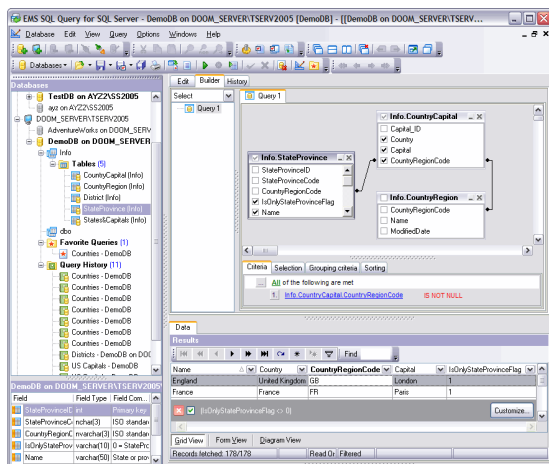 EMS SQL Query for SQL Server - DemoDB on DOOM_SERVER\TSERV2005 [DemoDB] - [[DemoDB on DOOM_SERVER\TSERV...
Database Edit View Query Options Windows Help
Databases
Databases
TestDB on AYZ2\SS2005
ayz on AYZ2\SS2005
DOOM_SERVER\TSERV2005
AdventureWorks on DOOM_SERV
DemoDB on DOOM_SERVER
Info
Tables (5)
CountryCapital (Info)
CountryRegion (Info)
District (Info)
StateProvince (Info)
States&Capitals (Info)
dbo
Favorite Queries (1)
Countries - DemoDB
Query History (11)
Countries - DemoDB
Countries - DemoDB
Countries - DemoDB
Countries - DemoDB
Countries - DemoDB
Countries - DemoDB
Districts - DemoDB on DOO
US Capitals - DemoDB
DemoDB on DOOM_SERVER\TSERV2005
Field Field Type Field Com...
StateProvinceID int Primary key
StateProvinceCo nchar(3) ISO standar
CountryRegionC nvarchar(3) ISO standar
IsOnlyStateProv varchar(10) 0 = StatePrc
Name varchar(50) State or prov
Edit Builder History
Select
Query 1
Query 1
Info.CountryCapital
Capital_ID
Country
Capital
CountryRegionCode
Info.StateProvince
StateProvinceID
StateProvinceCode
CountryRegionCode
IsOnlyStateProvinceFlag
Name
Info.CountryRegion
CountryRegionCode
Name
ModifiedDate
Criteria Selection Grouping criteria Sorting
... All of the following are met
1. Info.CountryCapital.CountryRegionCode IS NOT NULL
Data
Results
Find
Name Country CountryRegionCode Capital IsOnlyStateProvinceFlag
England United Kingdom GB London 1
France France FR Paris 1
(IsOnlyStateProvinceFlag <> 0) Customize...
Grid View Form View Diagram View
Records fetched: 178/178 Read Or Filtered